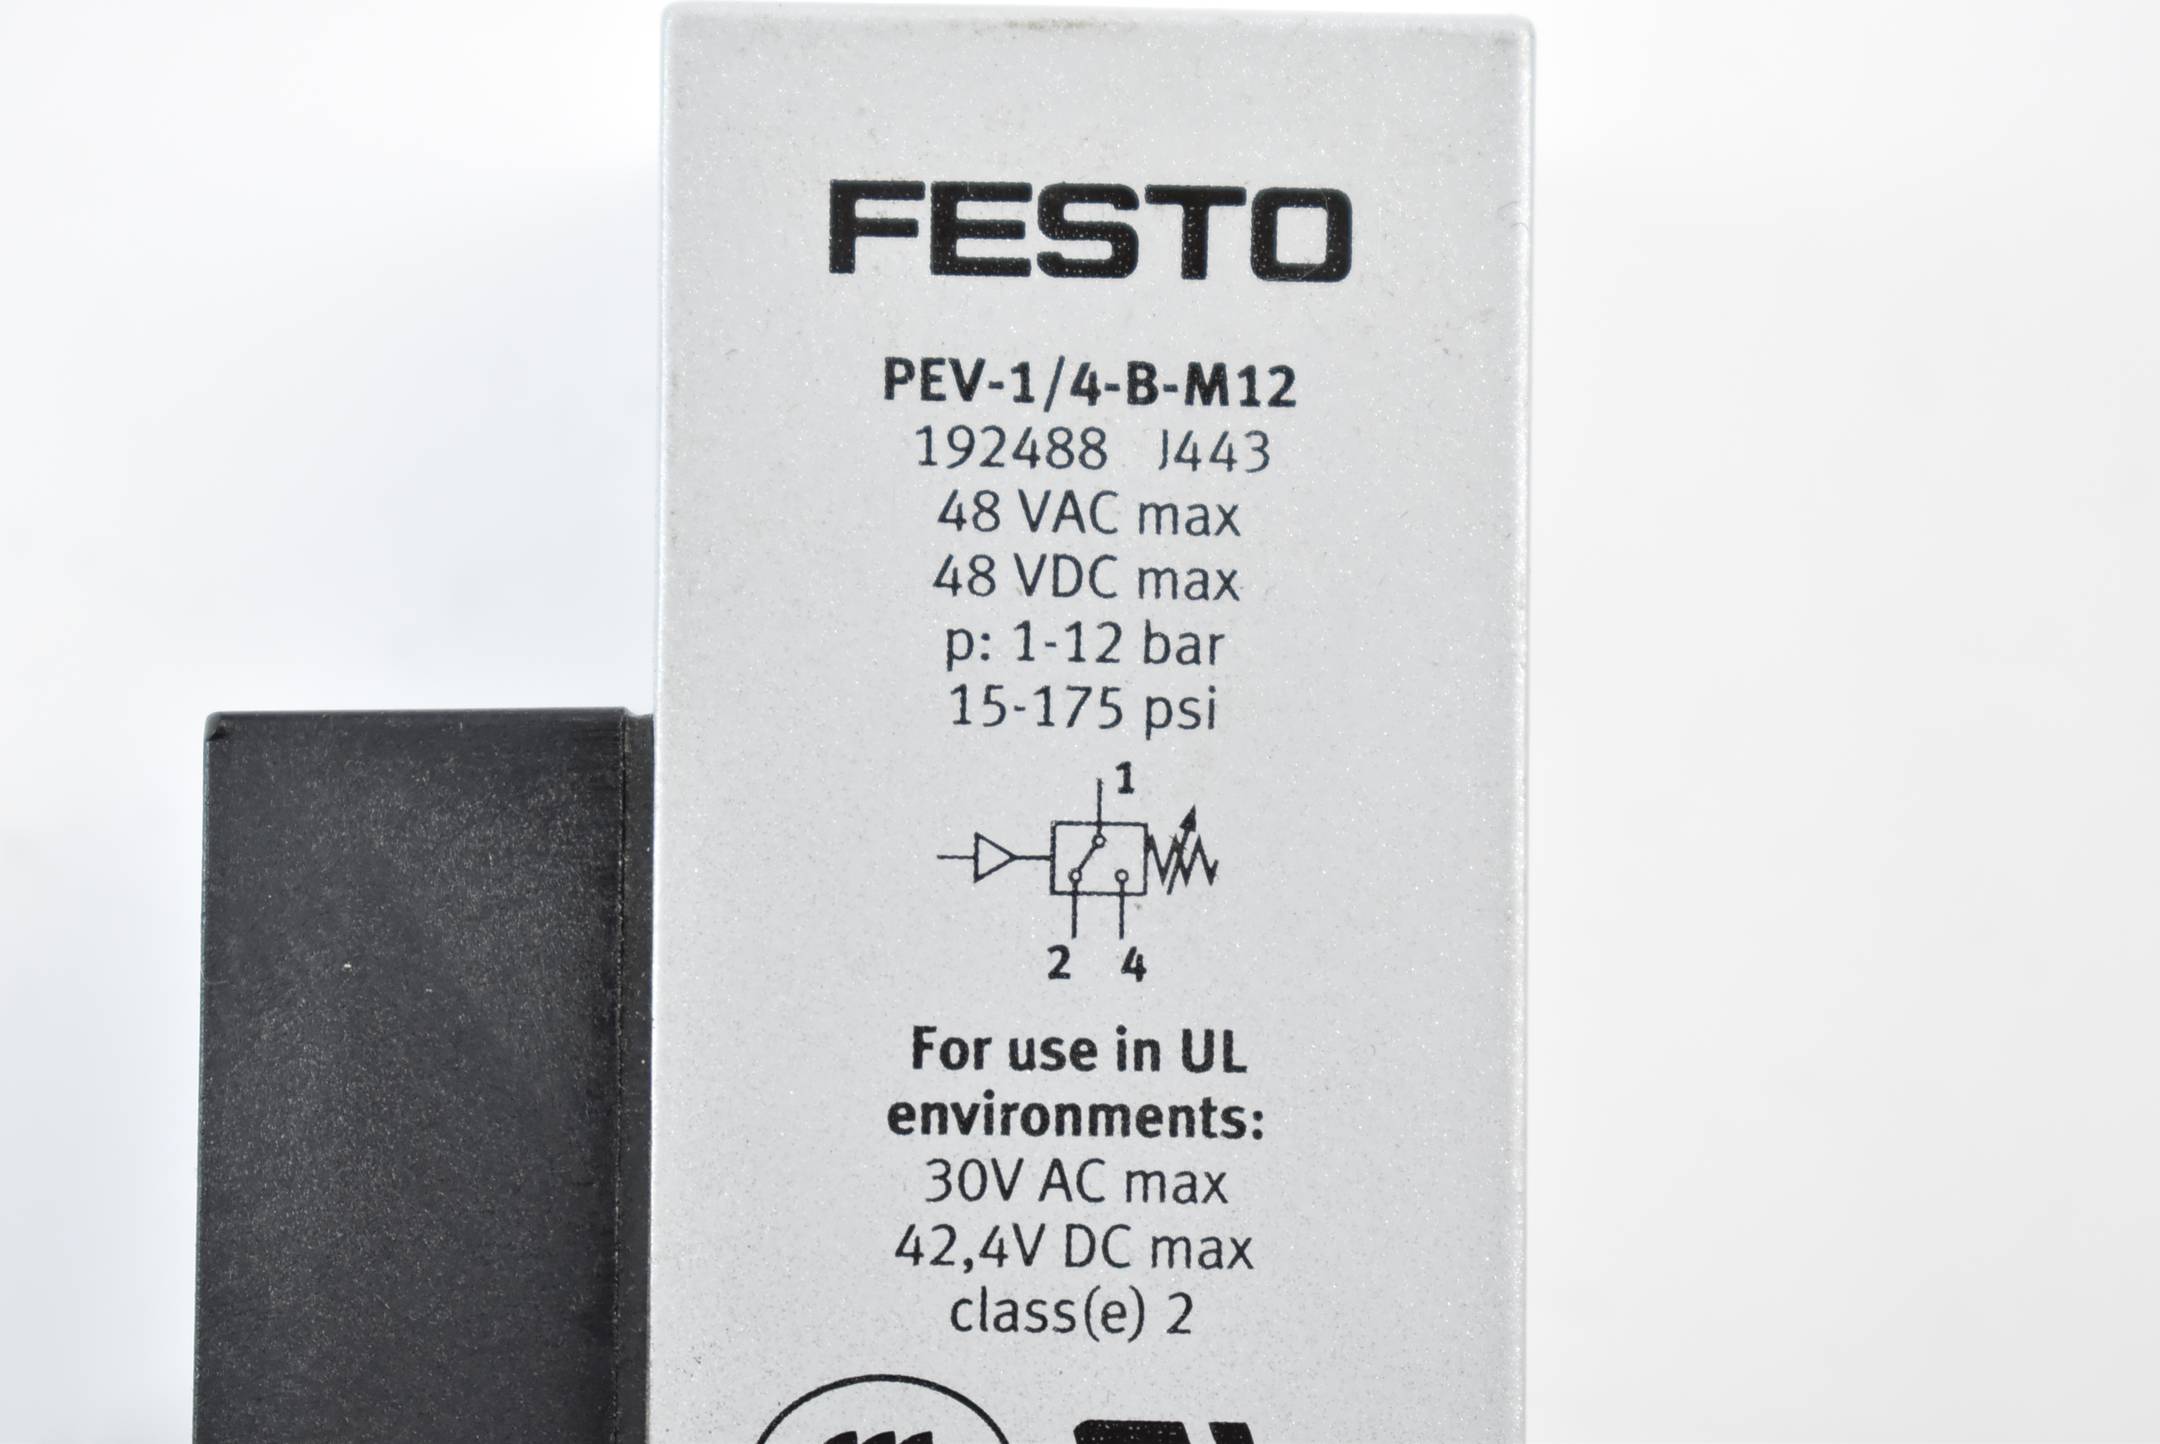 FESTO
PEV-1/4-B-M12
192488 J443
48 VAC max
48 VDC max
p: 1-12 bar
15-175 psi
1
2 4
For use in UL
environments:
30V AC max
42,4V DC max
class(e) 2